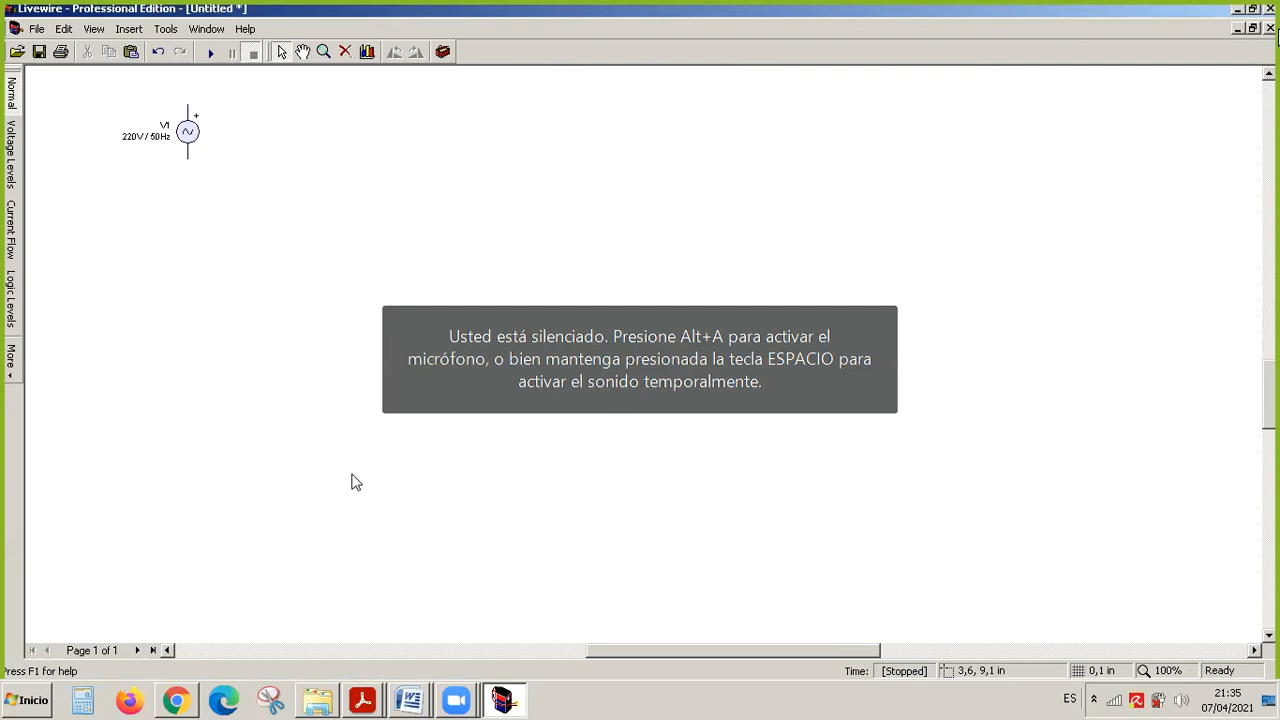 Livewire - Professional Edition - [Untitled *]
File Edit View Insert Tools Window Help
Normal
Voltage Levels
Current Flow
Logic Levels
More
V1
220V / 50Hz
+
Usted está silenciado. Presione Alt+A para activar el
micrófono, o bien mantenga presionada la tecla ESPACIO para
activar el sonido temporalmente.
Page 1 of 1
Press F1 for help
Time: [Stopped] 3,6, 9,1 in 0,1 in 100% Ready
Inicio
ES
21:35
07/04/2021